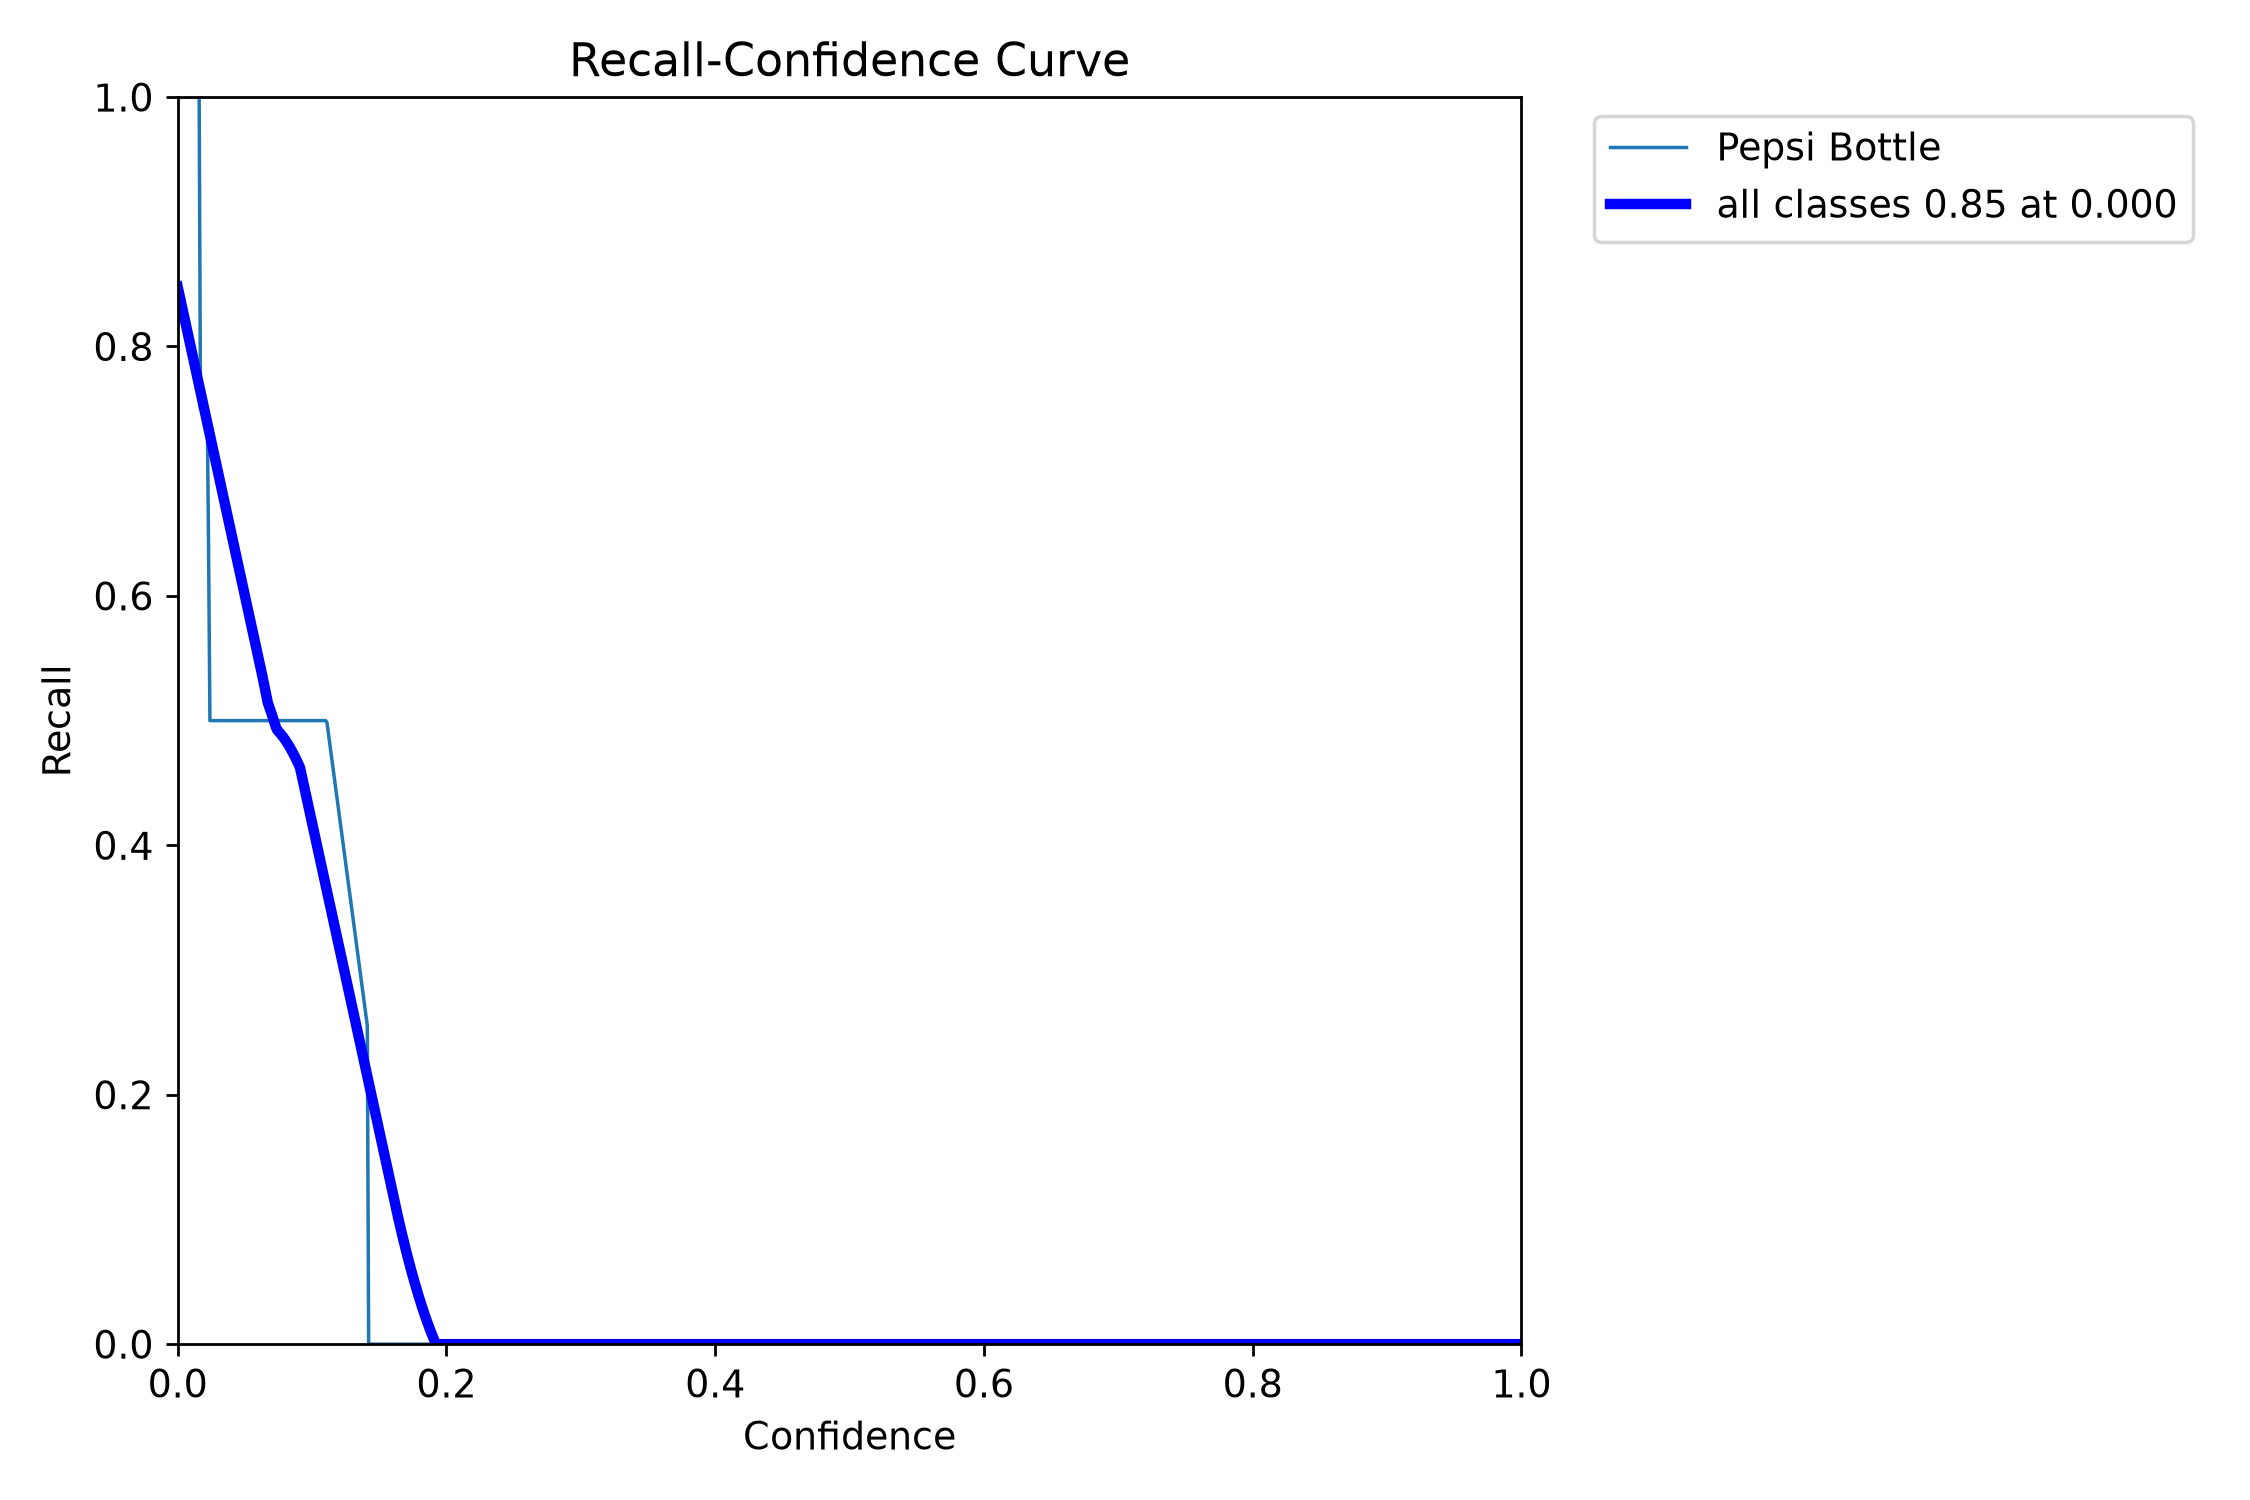 Recall-Confidence Curve
1.0
0.8
0.6
0.4
0.2
0.0
Recall
0.0 0.2 0.4 0.6 0.8 1.0
Confidence
Pepsi Bottle
all classes 0.85 at 0.000